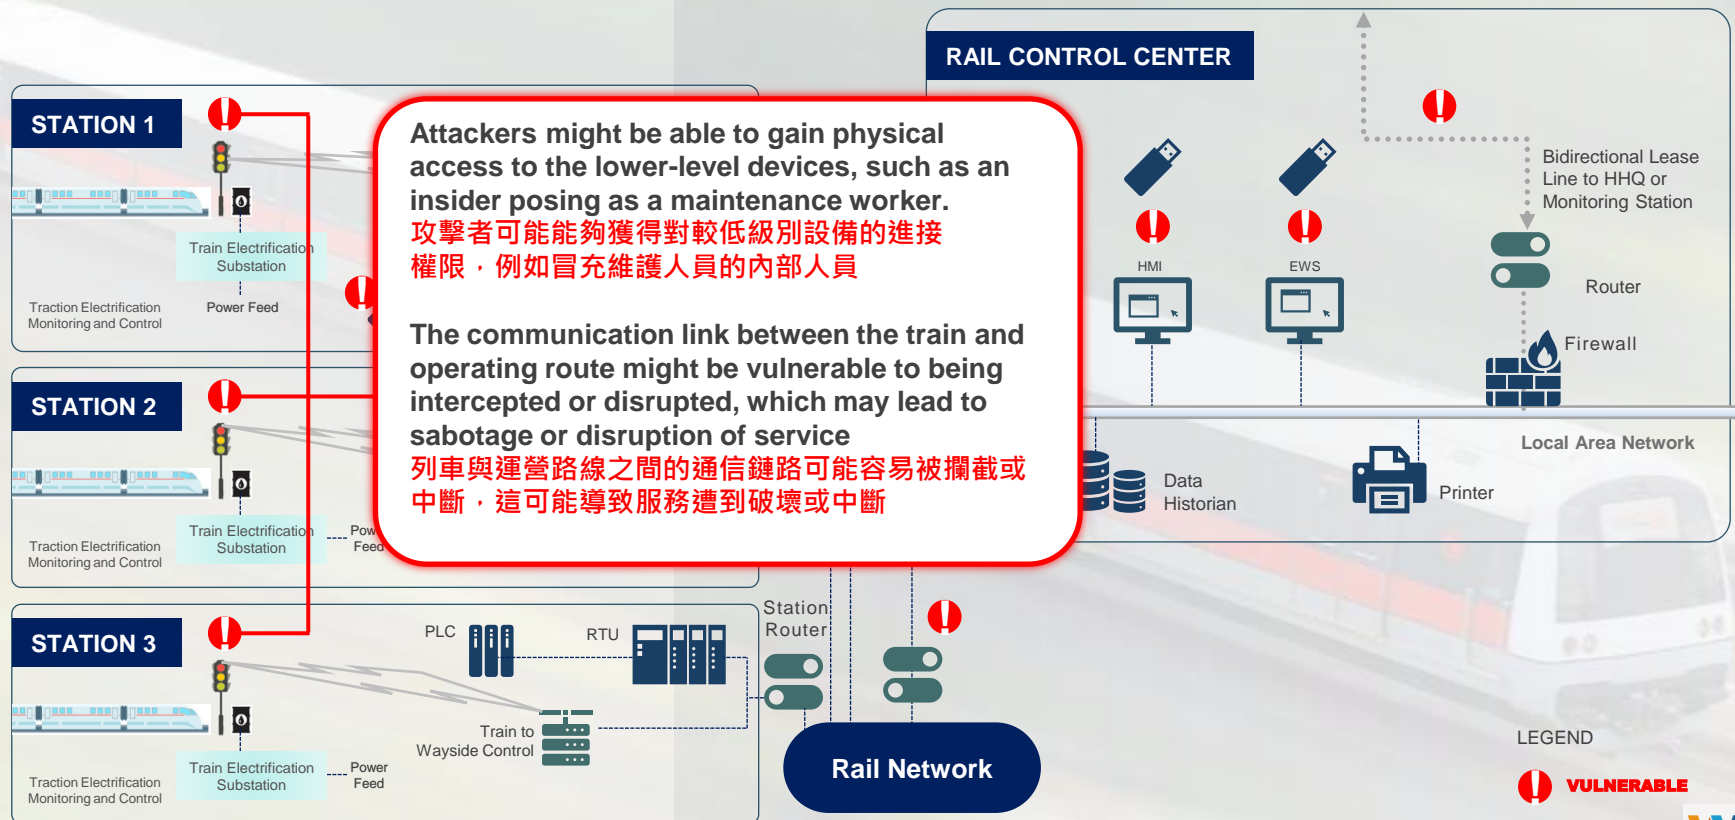 RAIL CONTROL CENTER
STATION 1
Attackers might be able to gain physical
access to the lower-level devices, such as an
insider posing as a maintenance worker.
攻擊者可能能夠獲得對較低級別設備的進接
權限，例如冒充維護人員的內部人員
The communication link between the train and
operating route might be vulnerable to being
intercepted or disrupted, which may lead to
sabotage or disruption of service
列車與運營路線之間的通信鏈路可能容易被攔截或
中斷，這可能導致服務遭到破壞或中斷
Train Electrification
Substation
Traction Electrification
Monitoring and Control
Power Feed
HMI
EWS
Bidirectional Lease
Line to HHQ or
Monitoring Station
Router
Firewall
Local Area Network
Data
Historian
Printer
STATION 2
Train Electrification
Substation
Traction Electrification
Monitoring and Control
Power
Feed
STATION 3
PLC
RTU
Station
Router
Train to
Wayside Control
Train Electrification
Substation
Traction Electrification
Monitoring and Control
Power
Feed
Rail Network
LEGEND
VULNERABLE